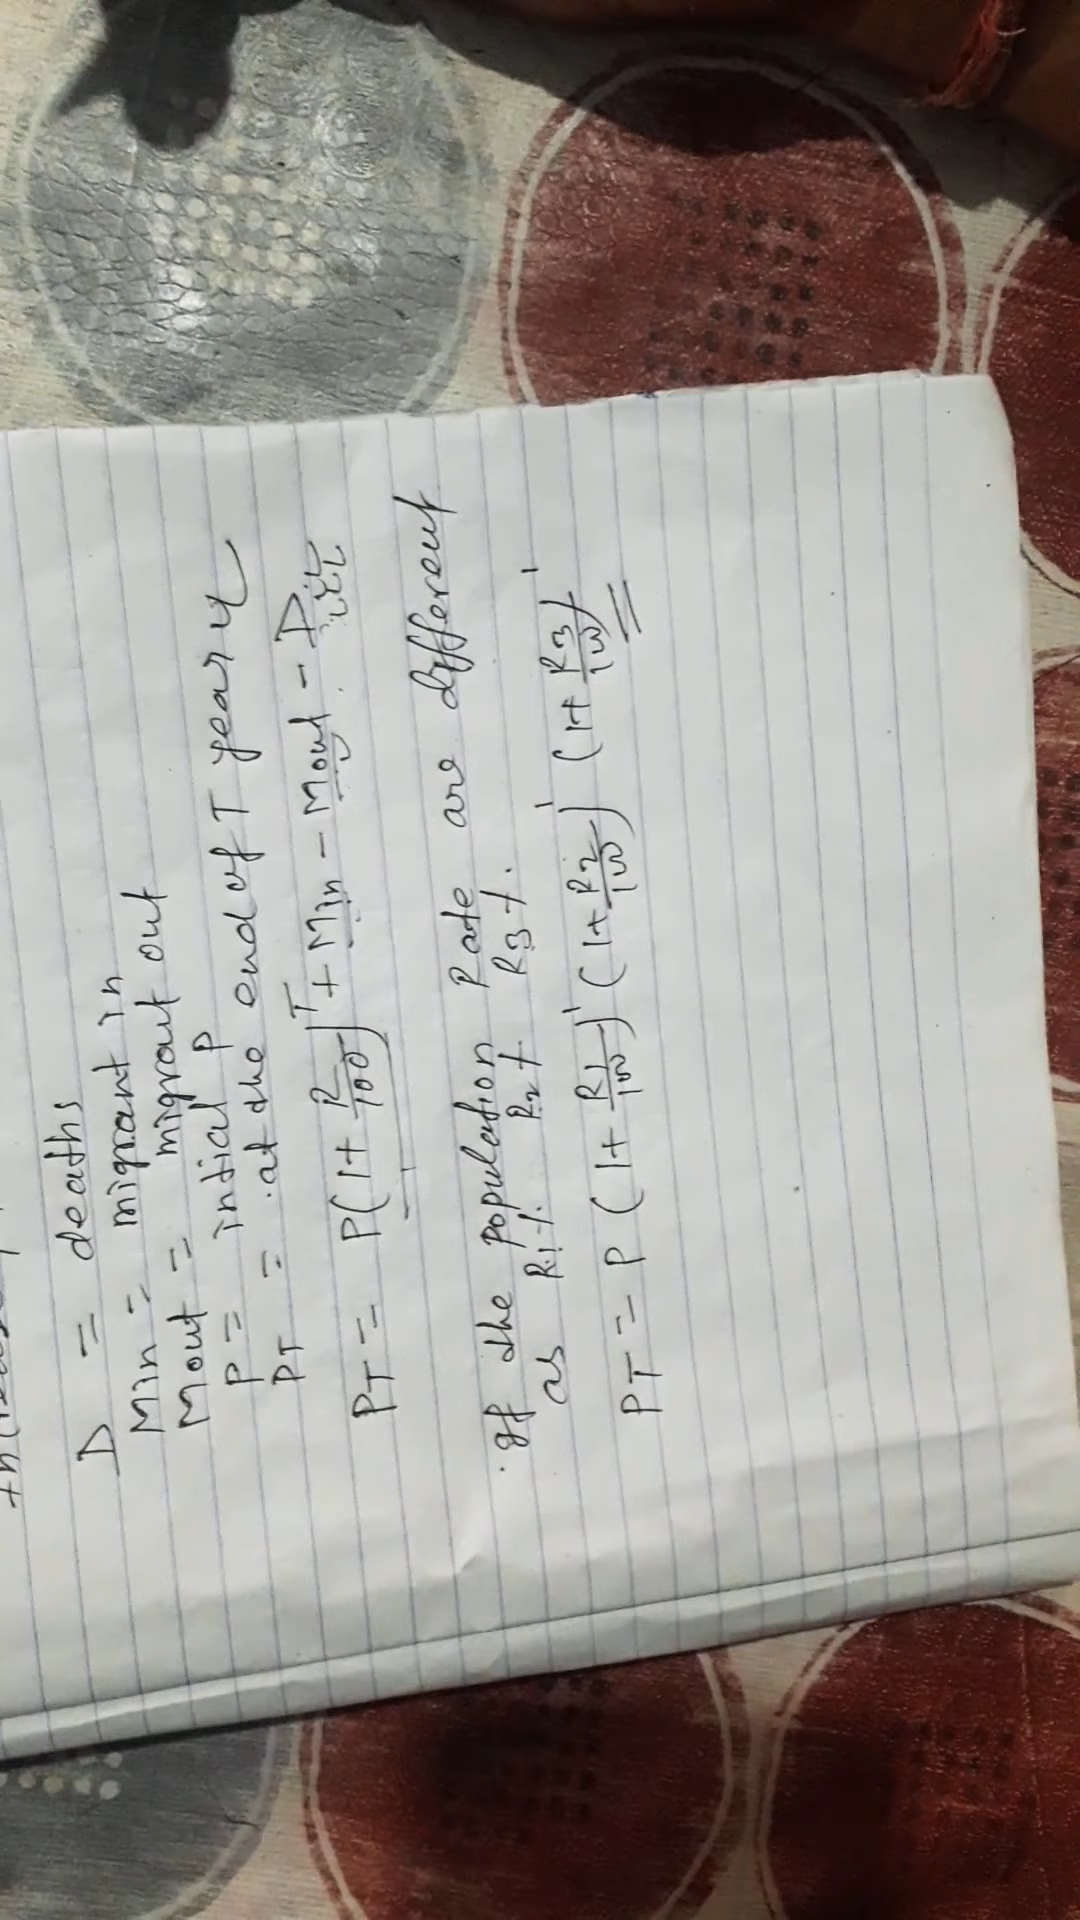 D = deaths
Min = migrant in
Mout = migrant out
P = intial P
PT = at the end of T years
PT = P(1+R/100)^T + Min - Mout - D
If the population Rate are different
as R1%. R2% R3%.
PT = P (1+R1/100)^1 (1+R2/100)^1 (1+R3/100)^1